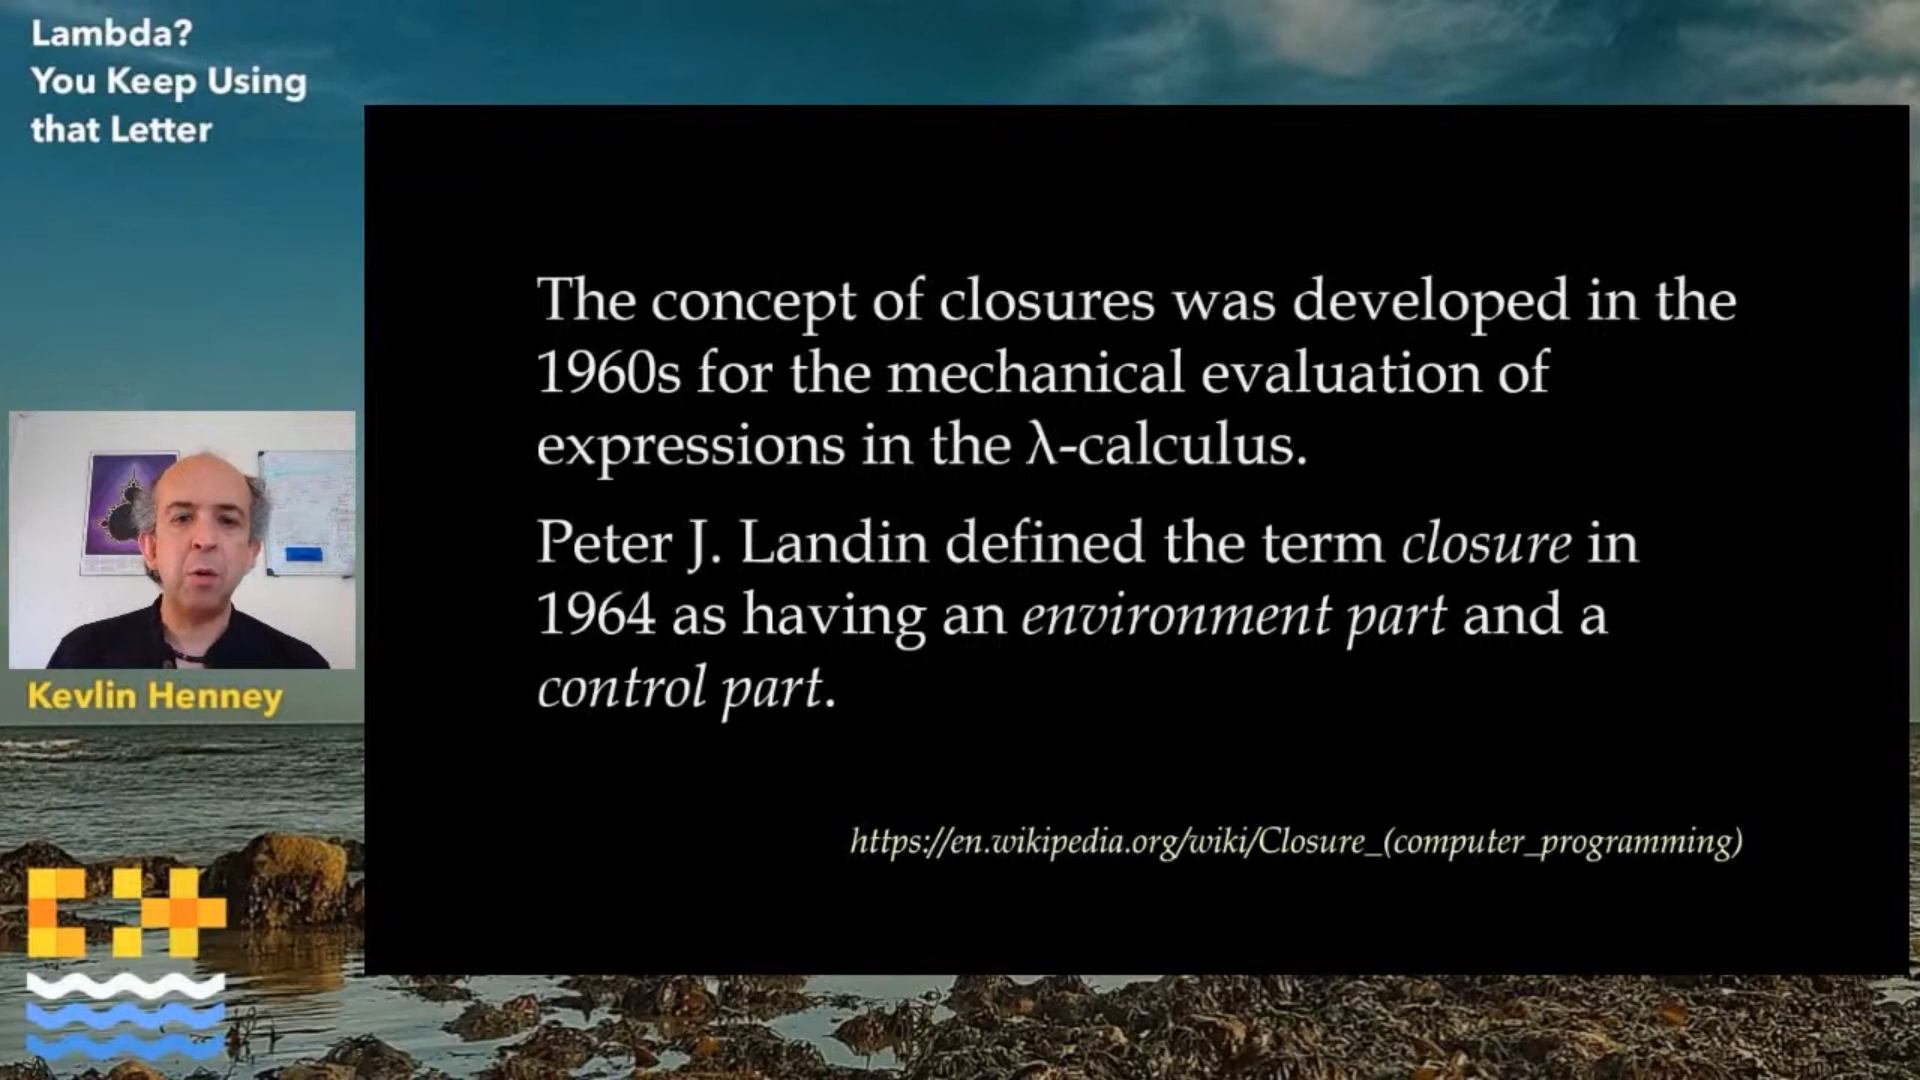 Lambda?
You Keep Using
that Letter
The concept of closures was developed in the
1960s for the mechanical evaluation of
expressions in the λ-calculus.
Peter J. Landin defined the term closure in
1964 as having an environment part and a
control part.
https://en.wikipedia.org/wiki/Closure_(computer_programming)
Kevlin Henney